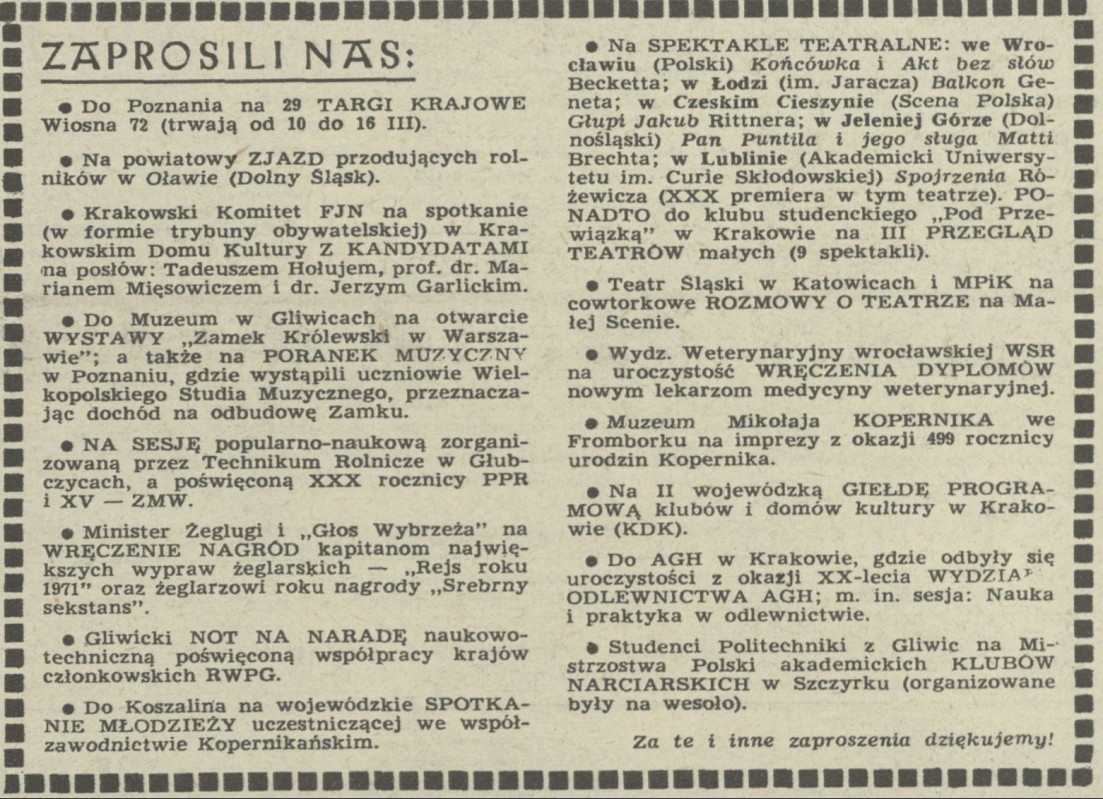 ZAPROSILI NAS:
● Do Poznania na 29 TARGI KRAJOWE
Wiosna 72 (trwają od 10 do 16 III).
● Na powiatowy ZJAZD przodujących rol-
ników w Oławie (Dolny Śląsk).
● Krakowski Komitet FJN na spotkanie
(w formie trybuny obywatelskiej) w Kra-
kowskim Domu Kultury Z KANDYDATAMI
na posłów: Tadeuszem Hołujem, prof. dr. Ma-
rianem Mięsowiczem i dr. Jerzym Garlickim.
● Do Muzeum w Gliwicach na otwarcie
WYSTAWY „Zamek Królewski w Warsza-
wie”; a także na PORANEK MUZYCZNY
w Poznaniu, gdzie wystąpili uczniowie Wiel-
kopolskiego Studia Muzycznego, przeznacza-
jąc dochód na odbudowę Zamku.
● NA SESJĘ popularno-naukową zorgani-
zowaną przez Technikum Rolnicze w Głub-
czycach, a poświęconą XXX rocznicy PPR
i XV — ZMW.
● Minister Żeglugi i „Głos Wybrzeża” na
WRĘCZENIE NAGRÓD kapitanom najwię-
kszych wypraw żeglarskich — „Rejs roku
1971” oraz żeglarzowi roku nagrody „Srebrny
sekstans”.
● Gliwicki NOT NA NARADĘ naukowo-
techniczną poświęconą współpracy krajów
członkowskich RWPG.
● Do Koszalina na wojewódzkie SPOTKA-
NIE MŁODZIEŻY uczestniczącej we współ-
zawodnictwie Kopernikańskim.
● Na SPEKTAKLE TEATRALNE: we Wro-
cławiu (Polski) Końcówka i Akt bez słów
Becketta; w Łodzi (im. Jaracza) Balkon Ge-
neta; w Czeskim Cieszynie (Scena Polska)
Głupi Jakub Rittnera; w Jeleniej Górze (Dol-
nośląski) Pan Puntila i jego sługa Matti
Brechta; w Lublinie (Akademicki Uniwersy-
tetu im. Curie Skłodowskiej) Spojrzenia Ró-
żewicza (XXX premiera w tym teatrze). PO-
NADTO do klubu studenckiego „Pod Prze-
wiązką” w Krakowie na III PRZEGLĄD
TEATRÓW małych (9 spektakli).
● Teatr Śląski w Katowicach i MPiK na
cowtorkowe ROZMOWY O TEATRZE na Ma-
łej Scenie.
● Wydz. Weterynaryjny wrocławskiej WSR
na uroczystość WRĘCZENIA DYPLOMÓW
nowym lekarzom medycyny weterynaryjnej.
● Muzeum Mikołaja KOPERNIKA we
Fromborku na imprezy z okazji 499 rocznicy
urodzin Kopernika.
● Na II wojewódzką GIEŁDĘ PROGRA-
MOWĄ klubów i domów kultury w Krako-
wie (KDK).
● Do AGH w Krakowie, gdzie odbyły się
uroczystości z okazji XX-lecia WYDZIAŁ
ODLEWNICTWA AGH; m. in. sesja: Nauka
i praktyka w odlewnictwie.
● Studenci Politechniki z Gliwic na Mi-
strzostwa Polski akademickich KLUBÓW
NARCIARSKICH w Szczyrku (organizowane
były na wesoło).
Za te i inne zaproszenia dziękujemy!